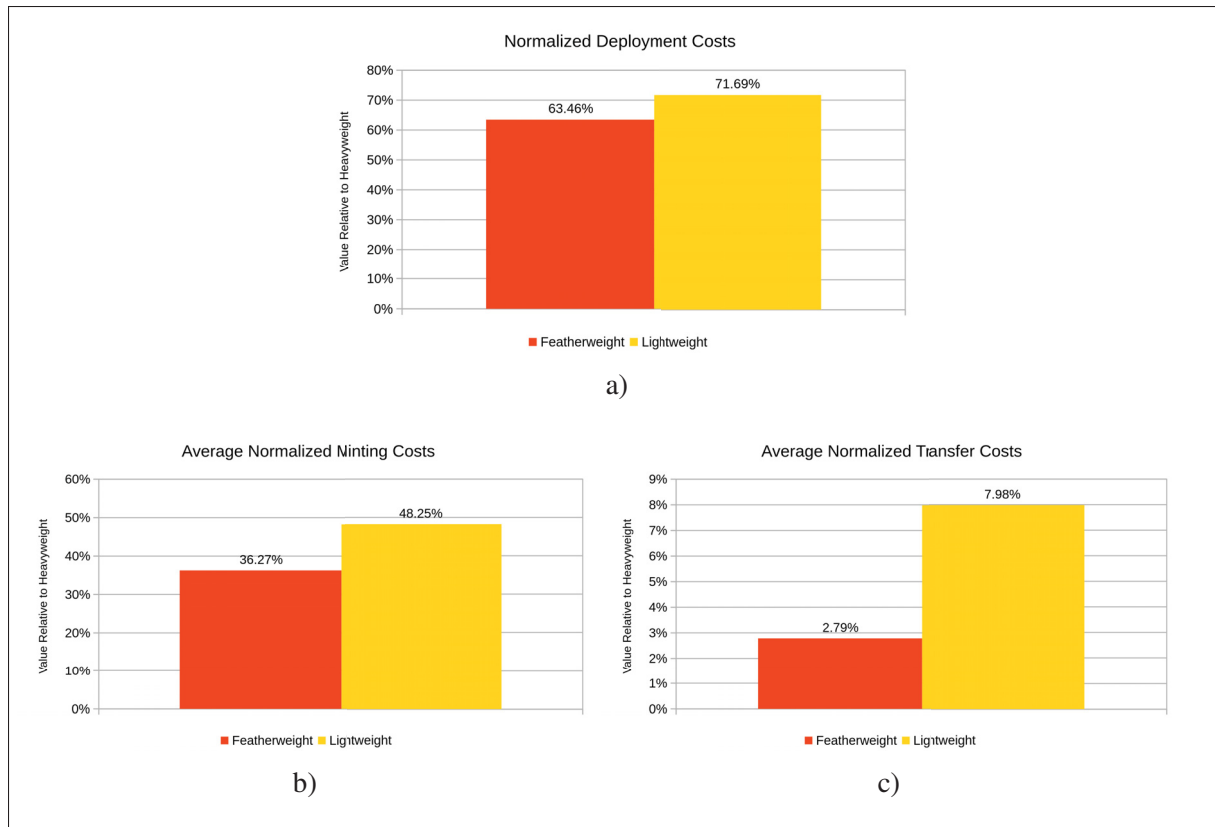 Normalized Deployment Costs
Value Relative to Heavyweight
80%
70%
60%
50%
40%
30%
20%
10%
0%
63.46%
71.69%
Featherweight Lightweight
a)
Average Normalized Minting Costs
Value Relative to Heavyweight
60%
50%
40%
30%
20%
10%
0%
36.27%
48.25%
Featherweight Lightweight
b)
Average Normalized Transfer Costs
Value Relative to Heavyweight
9%
8%
7%
6%
5%
4%
3%
2%
1%
0%
2.79%
7.98%
Featherweight Lightweight
c)